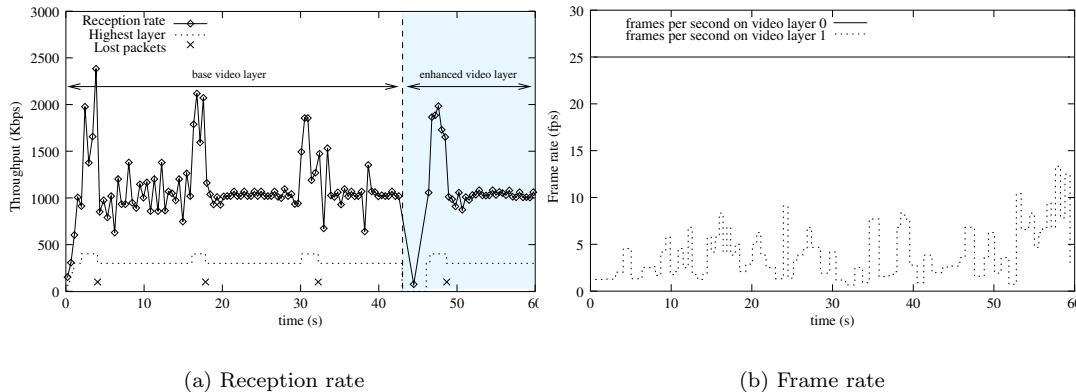 3000
2500
2000
1500
1000
500
0
Throughput (Kbps)
Reception rate
Highest layer
Lost packets
base video layer
enhanced video layer
0 10 20 30 40 50 60
time (s)
(a) Reception rate
30
25
20
15
10
5
0
Frame rate (fps)
frames per second on video layer 0
frames per second on video layer 1
0 10 20 30 40 50 60
time (s)
(b) Frame rate